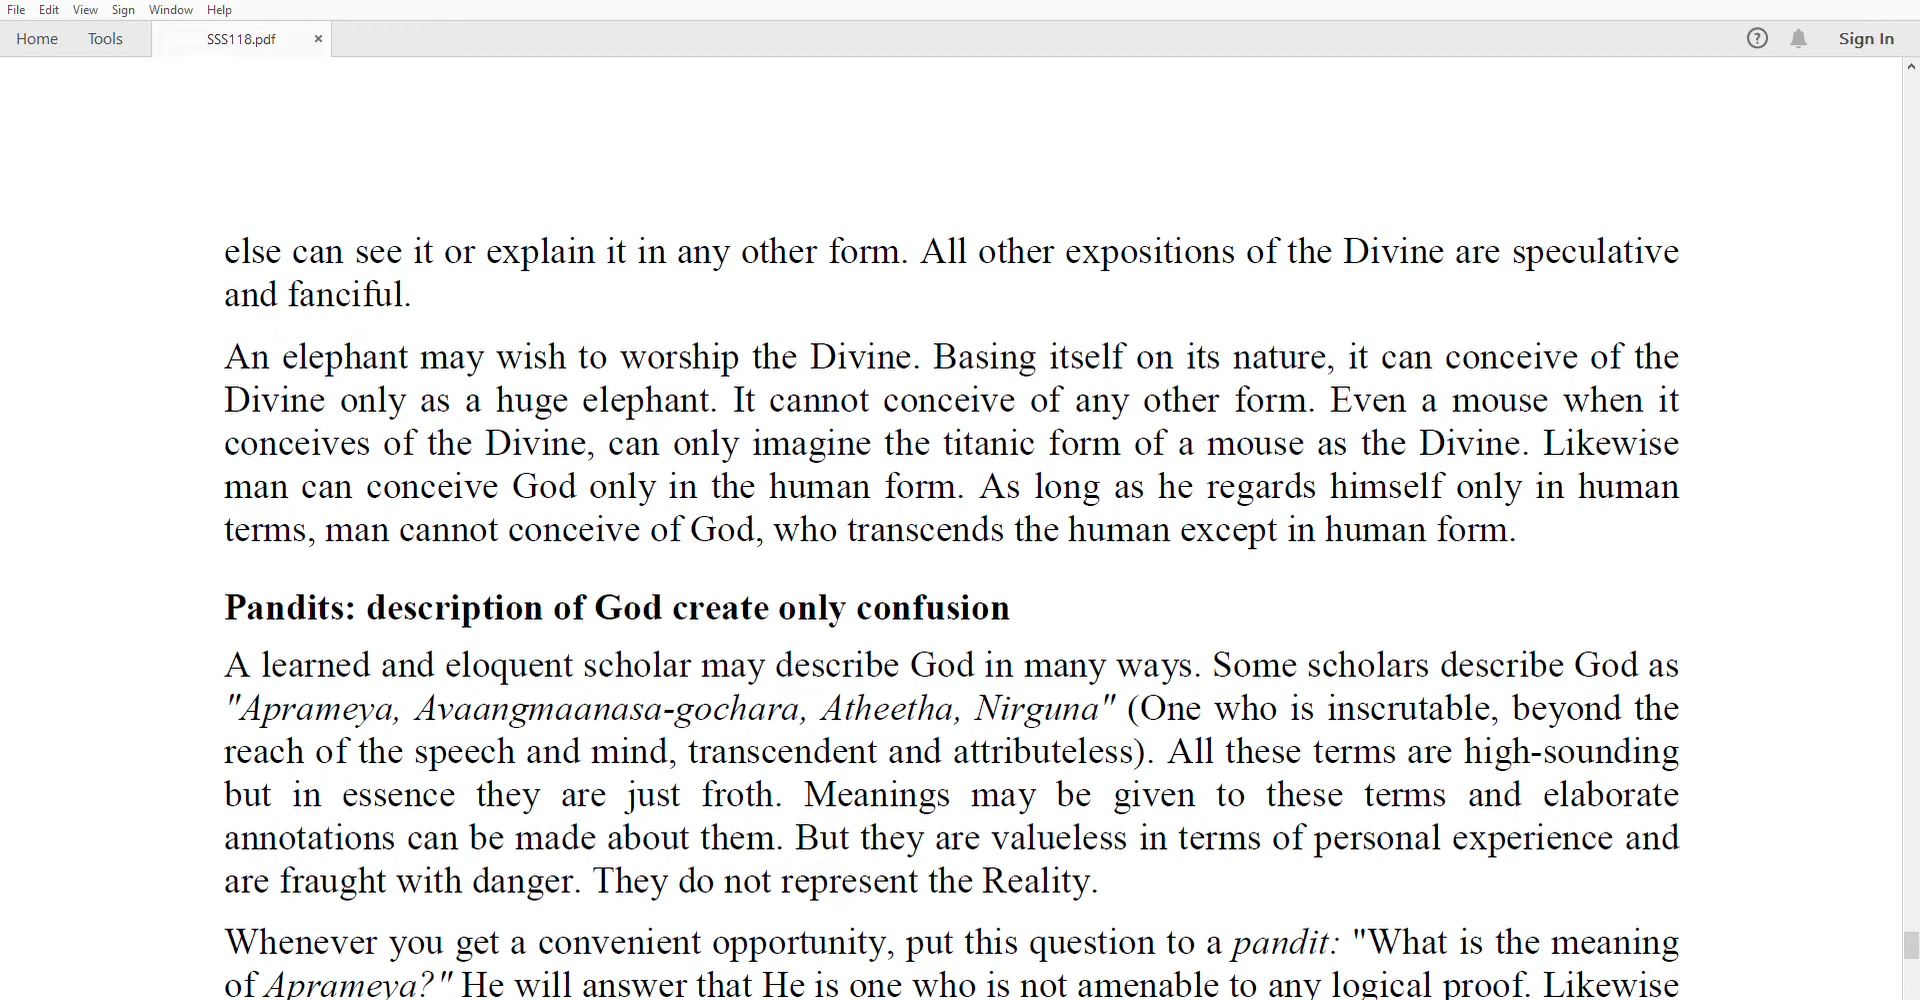 File Edit View Sign Window Help
Home Tools SSS118.pdf × ? Sign In
else can see it or explain it in any other form. All other expositions of the Divine are speculative
and fanciful.
An elephant may wish to worship the Divine. Basing itself on its nature, it can conceive of the
Divine only as a huge elephant. It cannot conceive of any other form. Even a mouse when it
conceives of the Divine, can only imagine the titanic form of a mouse as the Divine. Likewise
man can conceive God only in the human form. As long as he regards himself only in human
terms, man cannot conceive of God, who transcends the human except in human form.
Pandits: description of God create only confusion
A learned and eloquent scholar may describe God in many ways. Some scholars describe God as
"Aprameya, Avaangmaanasa-gochara, Atheetha, Nirguna" (One who is inscrutable, beyond the
reach of the speech and mind, transcendent and attributeless). All these terms are high-sounding
but in essence they are just froth. Meanings may be given to these terms and elaborate
annotations can be made about them. But they are valueless in terms of personal experience and
are fraught with danger. They do not represent the Reality.
Whenever you get a convenient opportunity, put this question to a pandit: "What is the meaning
of Aprameya?" He will answer that He is one who is not amenable to any logical proof. Likewise